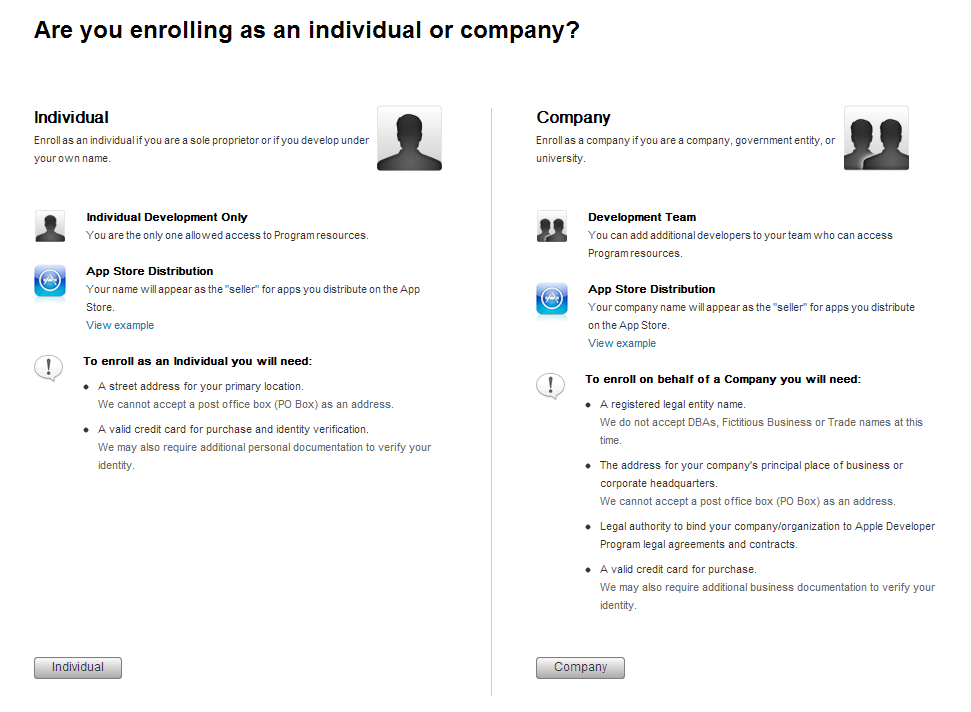 Are you enrolling as an individual or company?
Individual
Enroll as an individual if you are a sole proprietor or if you develop under
your own name.
Individual Development Only
You are the only one allowed access to Program resources.
App Store Distribution
Your name will appear as the "seller" for apps you distribute on the App
Store.
View example
To enroll as an Individual you will need:
A street address for your primary location.
We cannot accept a post office box (PO Box) as an address.
A valid credit card for purchase and identity verification.
We may also require additional personal documentation to verify your
identity.
Individual
Company
Enroll as a company if you are a company, government entity, or
university.
Development Team
You can add additional developers to your team who can access
Program resources.
App Store Distribution
Your company name will appear as the "seller" for apps you distribute
on the App Store.
View example
To enroll on behalf of a Company you will need:
A registered legal entity name.
We do not accept DBAs, Fictitious Business or Trade names at this
time.
The address for your company's principal place of business or
corporate headquarters.
We cannot accept a post office box (PO Box) as an address.
Legal authority to bind your company/organization to Apple Developer
Program legal agreements and contracts.
A valid credit card for purchase.
We may also require additional business documentation to verify your
identity.
Company